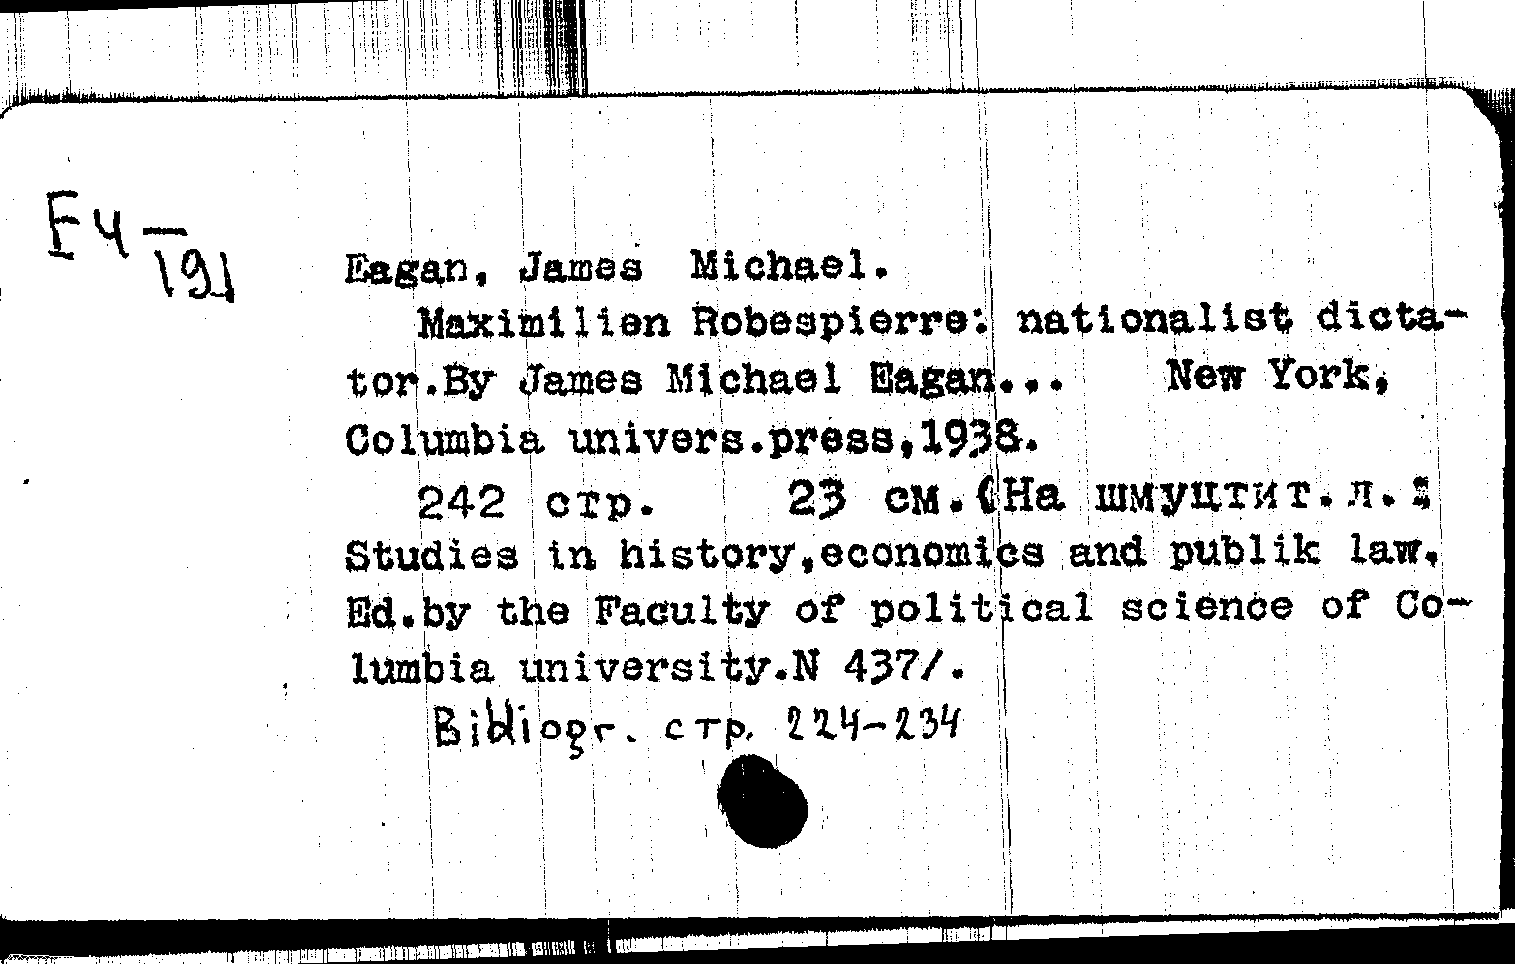 E4
191
Eagan, James Michael.
Maximilien Robespierre: nationalist dicta-
tor.By James Michael Eagan... New York,
Columbia univers.press,1938.
242 стр. 23 см.(На шмуцтит.л.:
Studies in history,economics and publik law.
Ed.by the Faculty of political science of Co-
lumbia university.N 437/.
Bibliogr. стр. 224-234